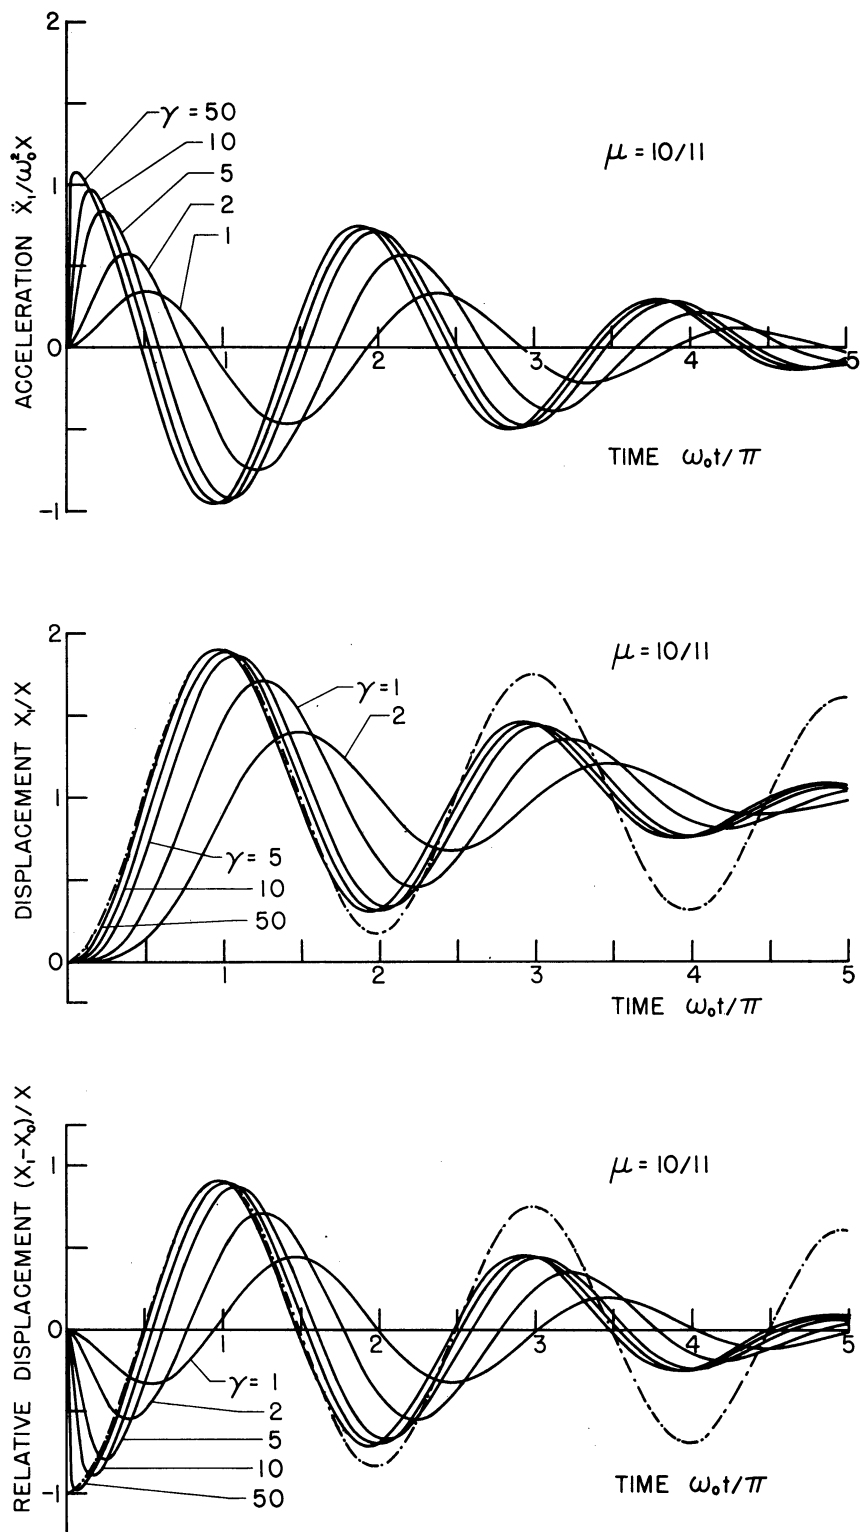 ACCELERATION Ẍ₁/ω₀²X
2
1
0
-1
γ = 50
10
5
2
1
μ = 10/11
1
2
3
4
5
TIME ω₀t/π
DISPLACEMENT X₁/X
2
1
0
μ = 10/11
γ = 1
2
γ = 5
10
50
1
2
3
4
5
TIME ω₀t/π
RELATIVE DISPLACEMENT (X₁-X₀)/X
1
0
-1
μ = 10/11
γ = 1
2
5
10
50
1
2
3
4
5
TIME ω₀t/π